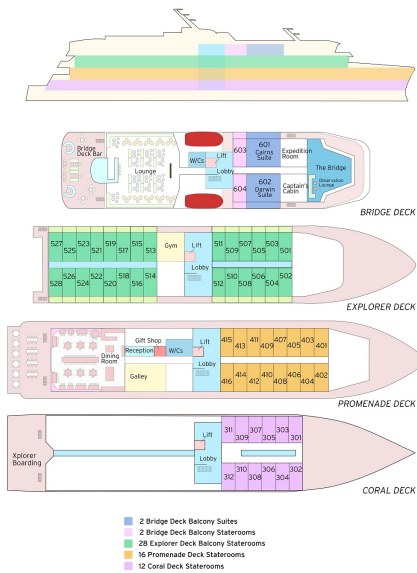 Bridge
Deck Bar
Lounge
W/Cs
Lift
Lobby
603
604
601
Cairns
Suite
602
Darwin
Suite
Expedition
Room
Captain's
Cabin
The Bridge
Observation
Lounge
BRIDGE DECK
527 525 523 521 519 517 515 513
528 526 524 522 520 518 516 514
Gym
Lift
Lobby
511 509 507 505 503 501
512 510 508 506 504 502
EXPLORER DECK
Dining
Room
Gift Shop
Reception
W/Cs
Galley
Lift
Lobby
415 413 411 409 407 405 403 401
416 414 412 410 408 406 404 402
PROMENADE DECK
Xplorer
Boarding
Lift
Lobby
311 411 309 307 305 303 301
312 310 308 306 304 302
CORAL DECK
2 Bridge Deck Balcony Suites
2 Bridge Deck Balcony Staterooms
28 Explorer Deck Balcony Staterooms
16 Promenade Deck Staterooms
12 Coral Deck Staterooms